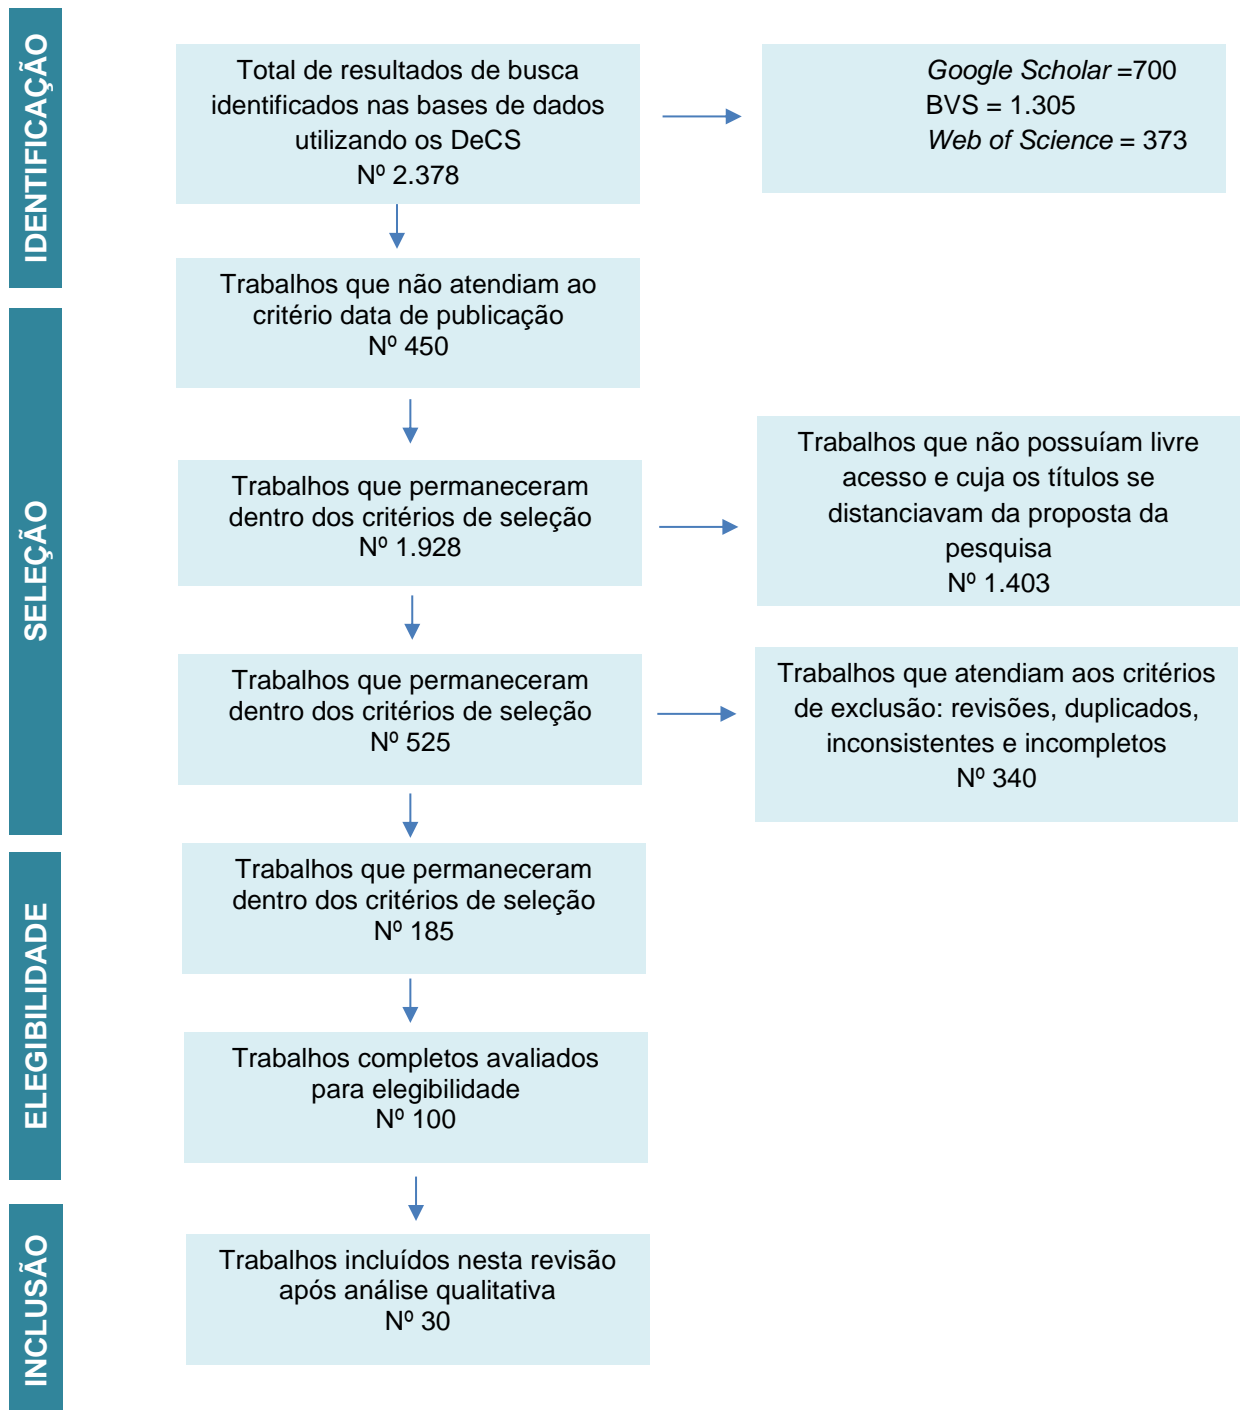 IDENTIFICAÇÃO
Total de resultados de busca
identificados nas bases de dados
utilizando os DeCS
Nº 2.378
Google Scholar =700
BVS = 1.305
Web of Science = 373
Trabalhos que não atendiam ao
critério data de publicação
Nº 450
SELEÇÃO
Trabalhos que permaneceram
dentro dos critérios de seleção
Nº 1.928
Trabalhos que não possuíam livre
acesso e cuja os títulos se
distanciavam da proposta da
pesquisa
Nº 1.403
Trabalhos que permaneceram
dentro dos critérios de seleção
Nº 525
Trabalhos que atendiam aos critérios
de exclusão: revisões, duplicados,
inconsistentes e incompletos
Nº 340
ELEGIBILIDADE
Trabalhos que permaneceram
dentro dos critérios de seleção
Nº 185
Trabalhos completos avaliados
para elegibilidade
Nº 100
INCLUSÃO
Trabalhos incluídos nesta revisão
após análise qualitativa
Nº 30